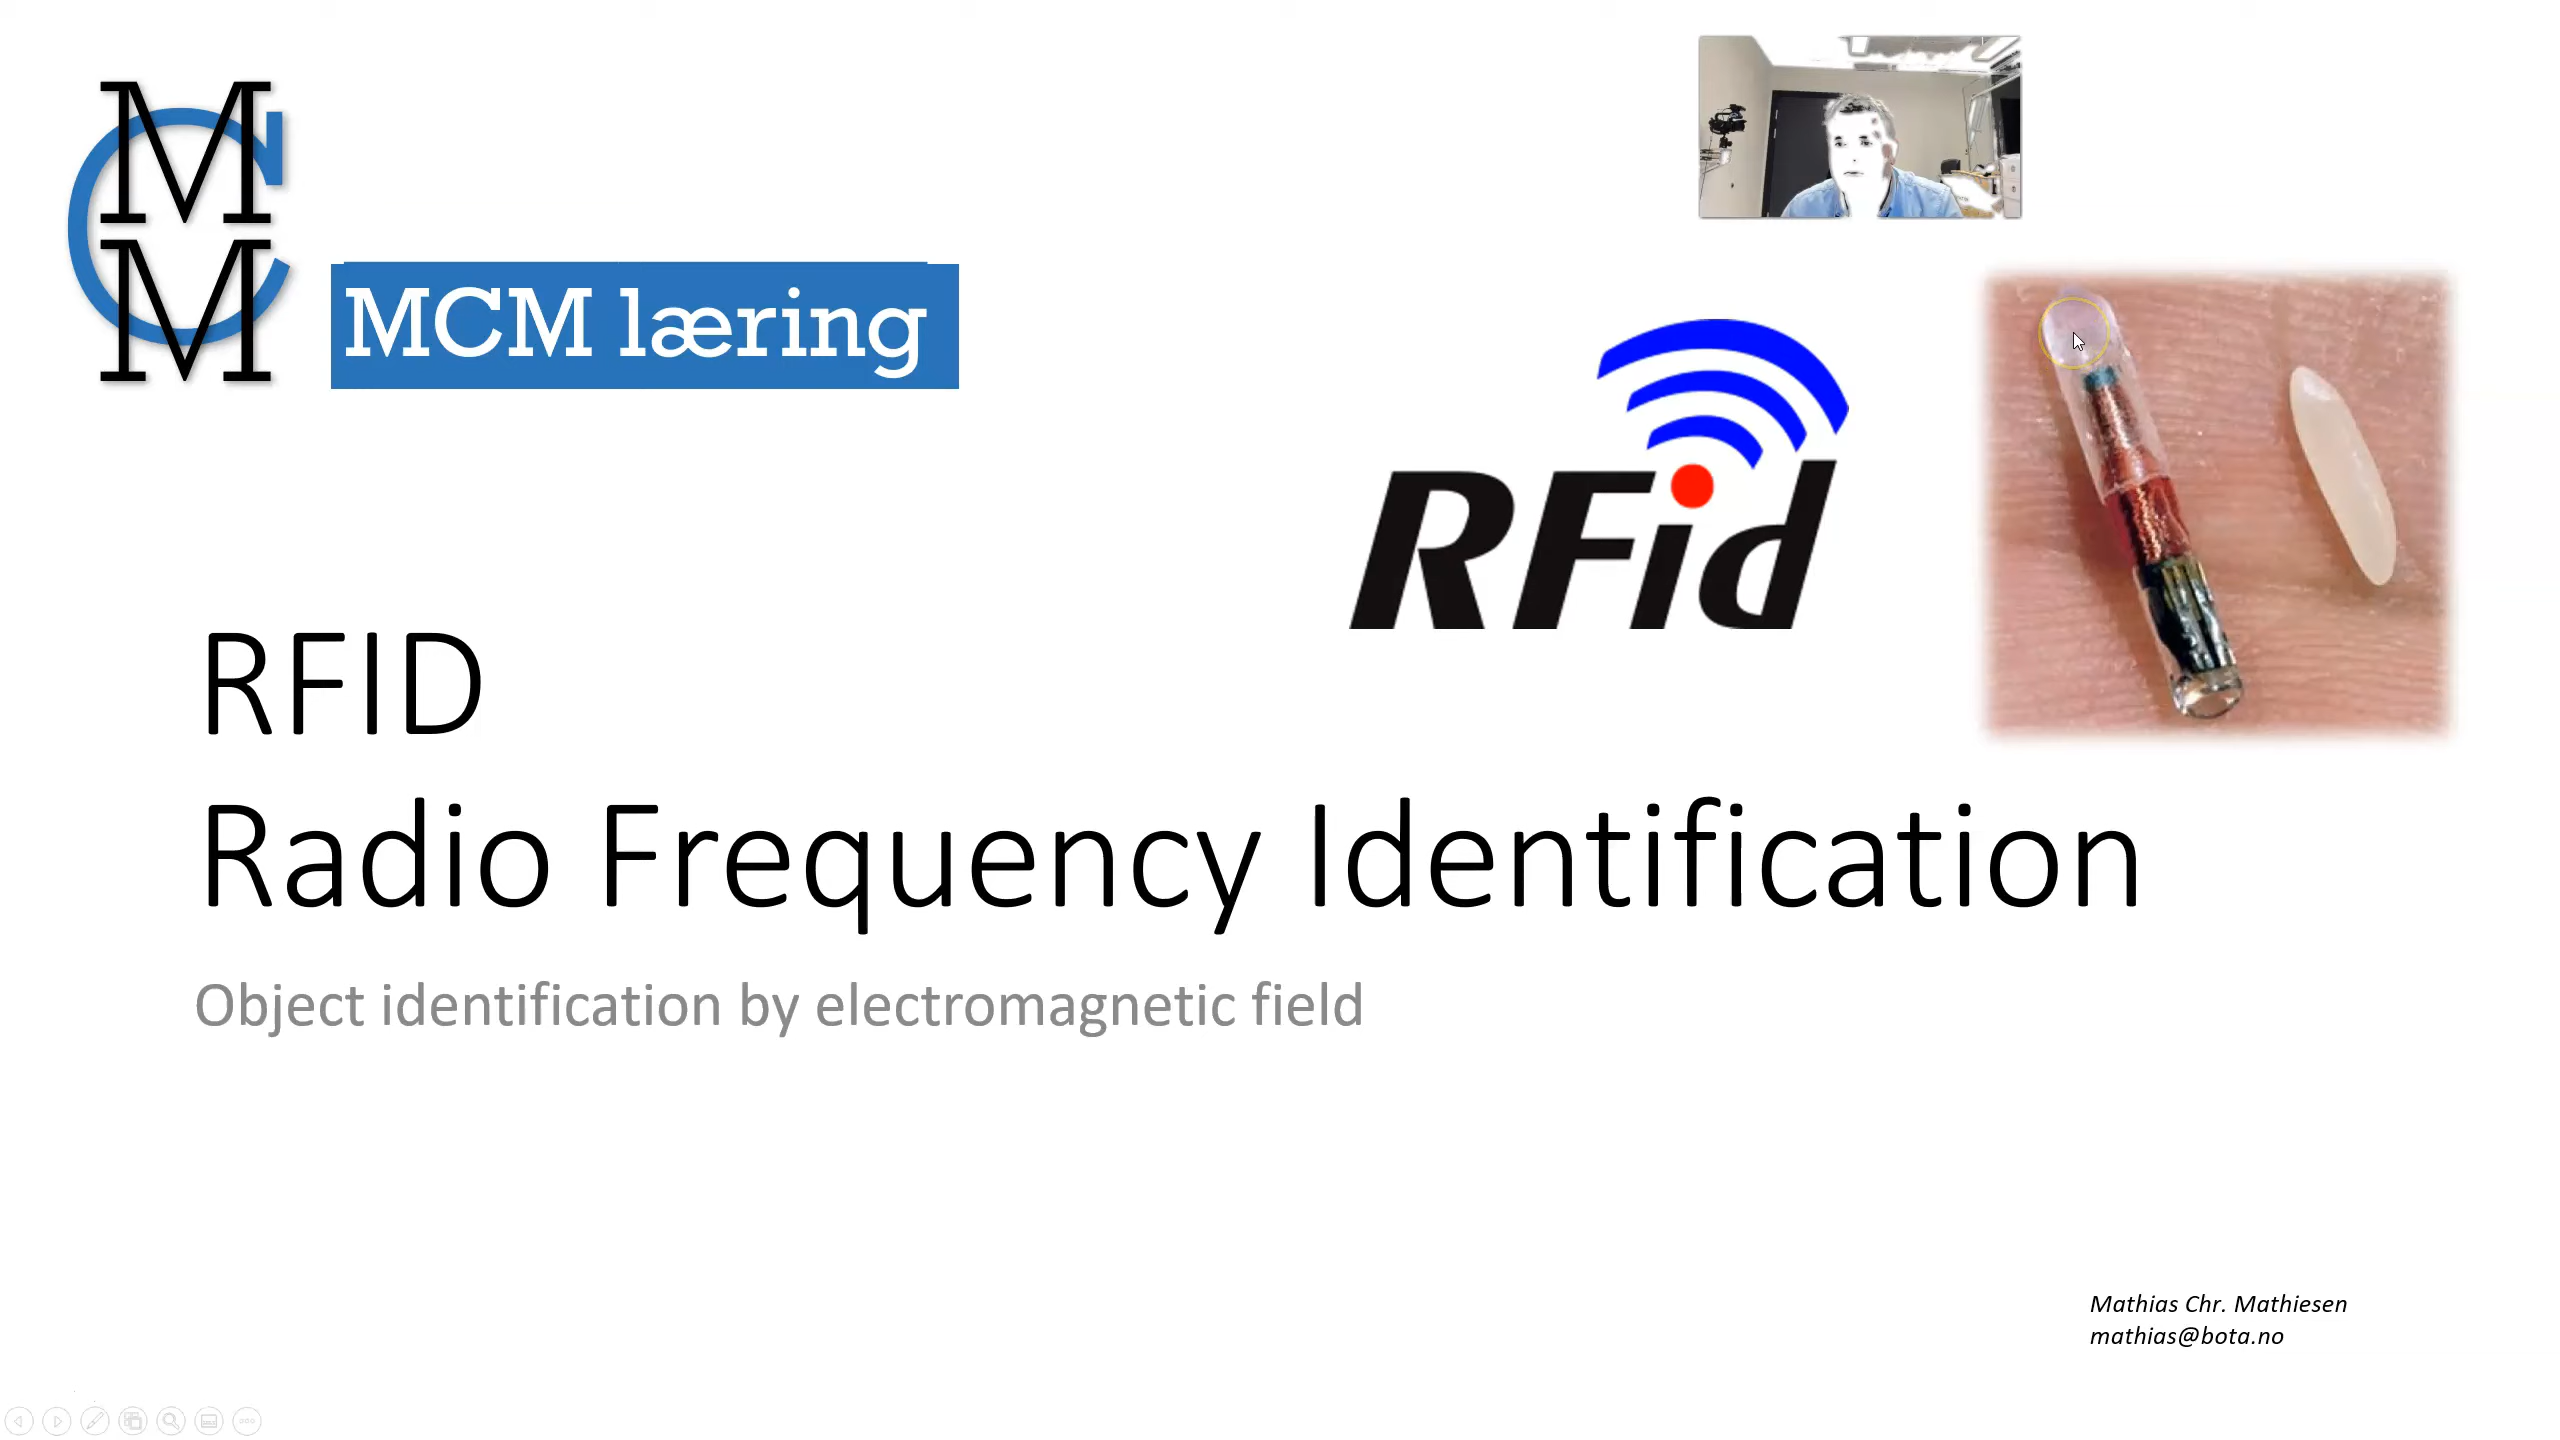 MCM
MCM læring
RFid
RFID
Radio Frequency Identification
Object identification by electromagnetic field
Mathias Chr. Mathiesen
mathias@bota.no